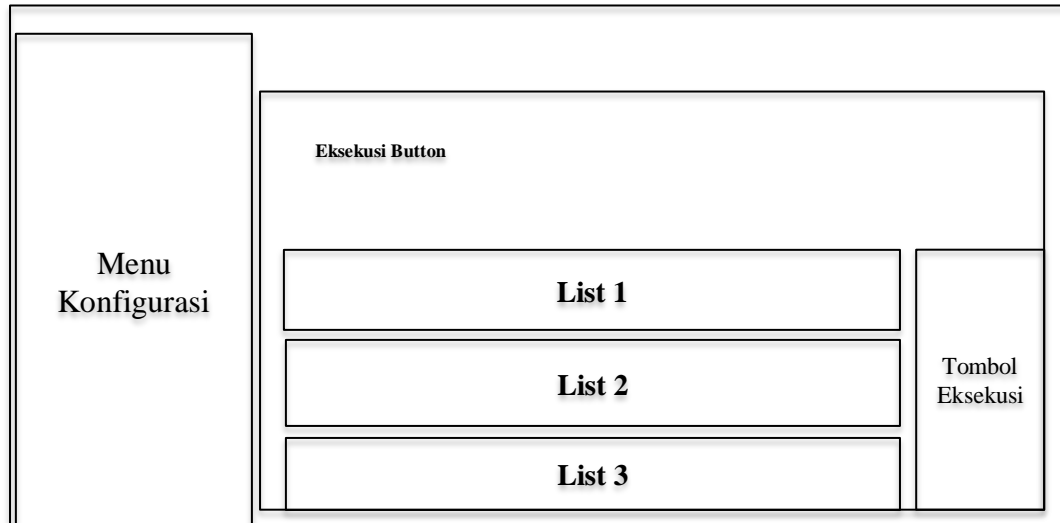 Eksekusi Button
Menu
Konfigurasi
List 1
List 2
List 3
Tombol
Eksekusi